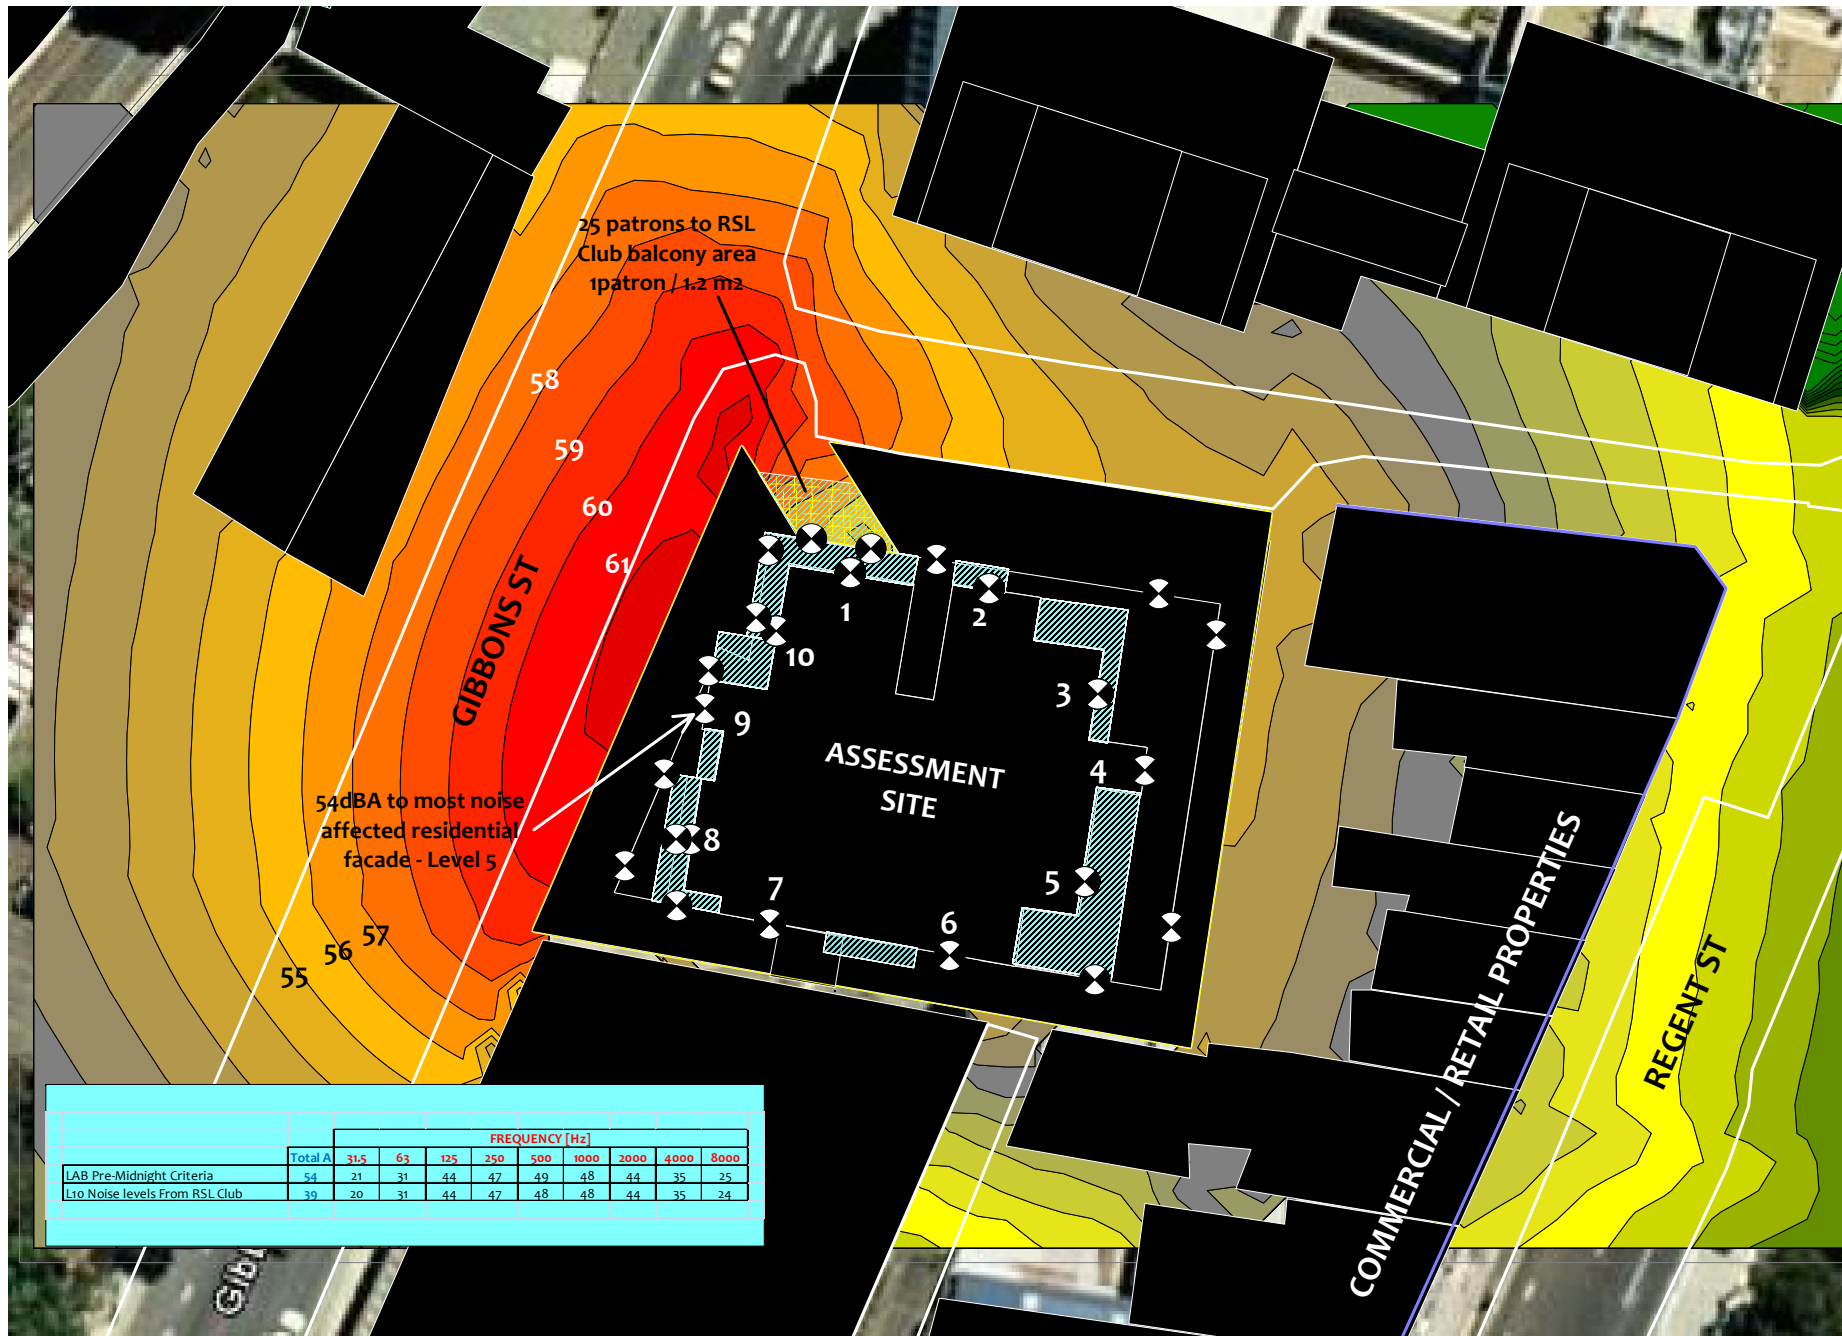 25 patrons to RSL
Club balcony area
1patron / 1.2 m2
58
59
60
61
GIBBONS ST
1
2
10
3
9
ASSESSMENT
SITE
4
54dBA to most noise
affected residential
facade - Level 5
8
5
7
6
57
56
55
COMMERCIAL / RETAIL PROPERTIES
REGENT ST
FREQUENCY [Hz]
Total A 31.5 63 125 250 500 1000 2000 4000 8000
LAB Pre-Midnight Criteria 54 21 31 44 47 49 48 44 35 25
L10 Noise levels From RSL Club 39 20 31 44 47 48 48 44 35 24